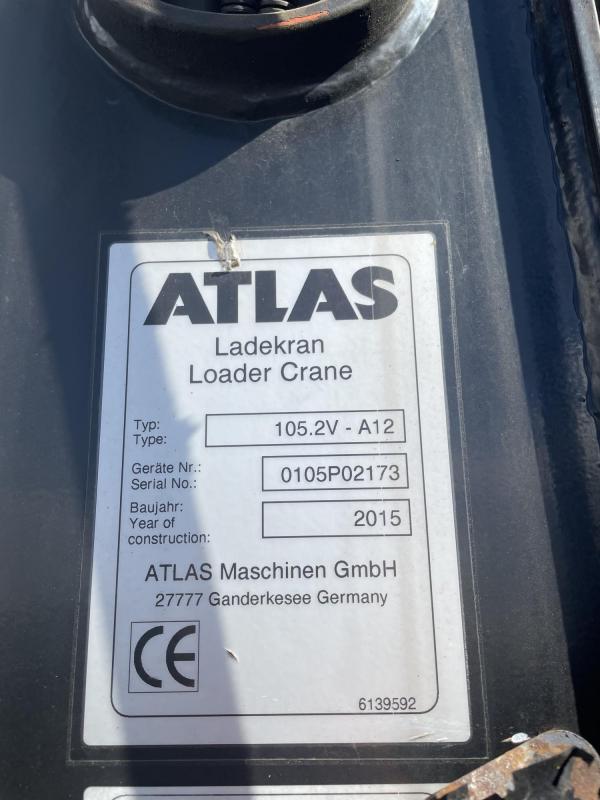 ATLAS
Ladekran
Loader Crane
Typ:
Type:
105.2V - A12
Geräte Nr.:
Serial No.:
0105P02173
Baujahr:
Year of
construction:
2015
ATLAS Maschinen GmbH
27777 Ganderkesee Germany
CE
6139592